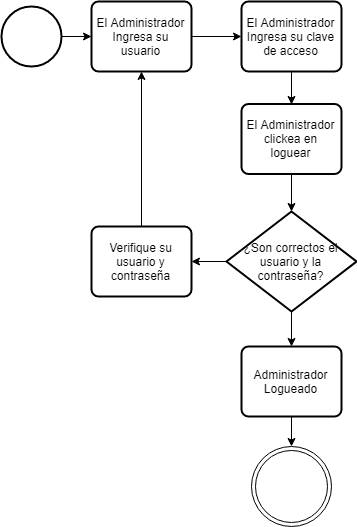 El Administrador
Ingresa su
usuario
El Administrador
Ingresa su clave
de acceso
El Administrador
clickea en
loguear
¿Son correctos el
usuario y la
contraseña?
Verifique su
usuario y
contraseña
Administrador
Logueado